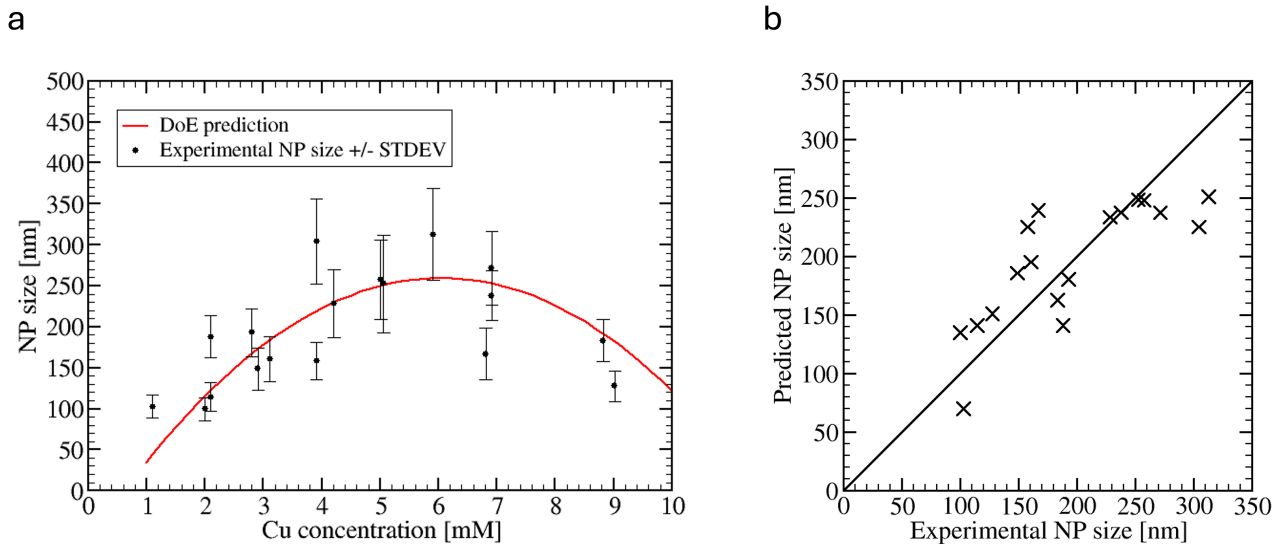 a
500
450
400
350
300
250
200
150
100
50
0
NP size [nm]
DoE prediction
Experimental NP size +/- STDEV
0 1 2 3 4 5 6 7 8 9 10
Cu concentration [mM]
b
350
300
250
200
150
100
50
0
Predicted NP size [nm]
0 50 100 150 200 250 300 350
Experimental NP size [nm]